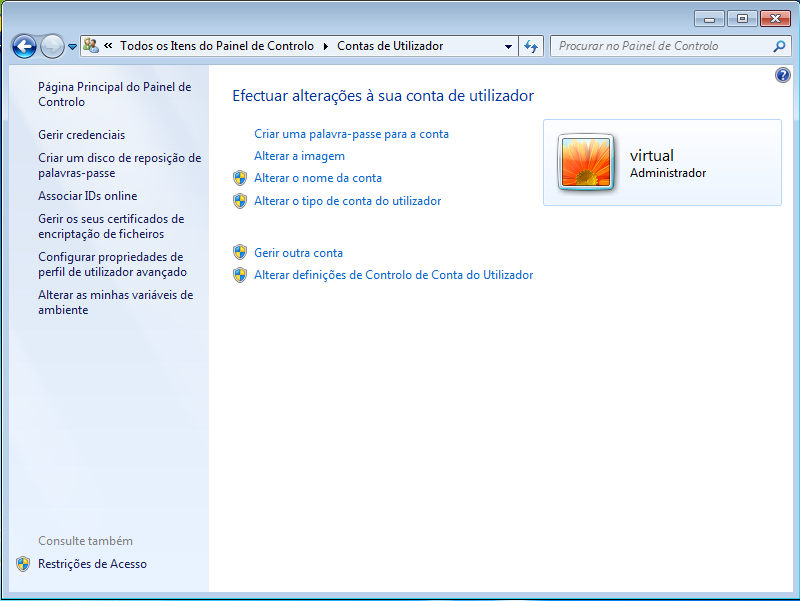 « Todos os Itens do Painel de Controlo Contas de Utilizador
Procurar no Painel de Controlo
Página Principal do Painel de
Controlo
Gerir credenciais
Criar um disco de reposição de
palavras-passe
Associar IDs online
Gerir os seus certificados de
encriptação de ficheiros
Configurar propriedades de
perfil de utilizador avançado
Alterar as minhas variáveis de
ambiente
Consulte também
Restrições de Acesso
Efectuar alterações à sua conta de utilizador
Criar uma palavra-passe para a conta
Alterar a imagem
Alterar o nome da conta
Alterar o tipo de conta do utilizador
Gerir outra conta
Alterar definições de Controlo de Conta do Utilizador
virtual
Administrador